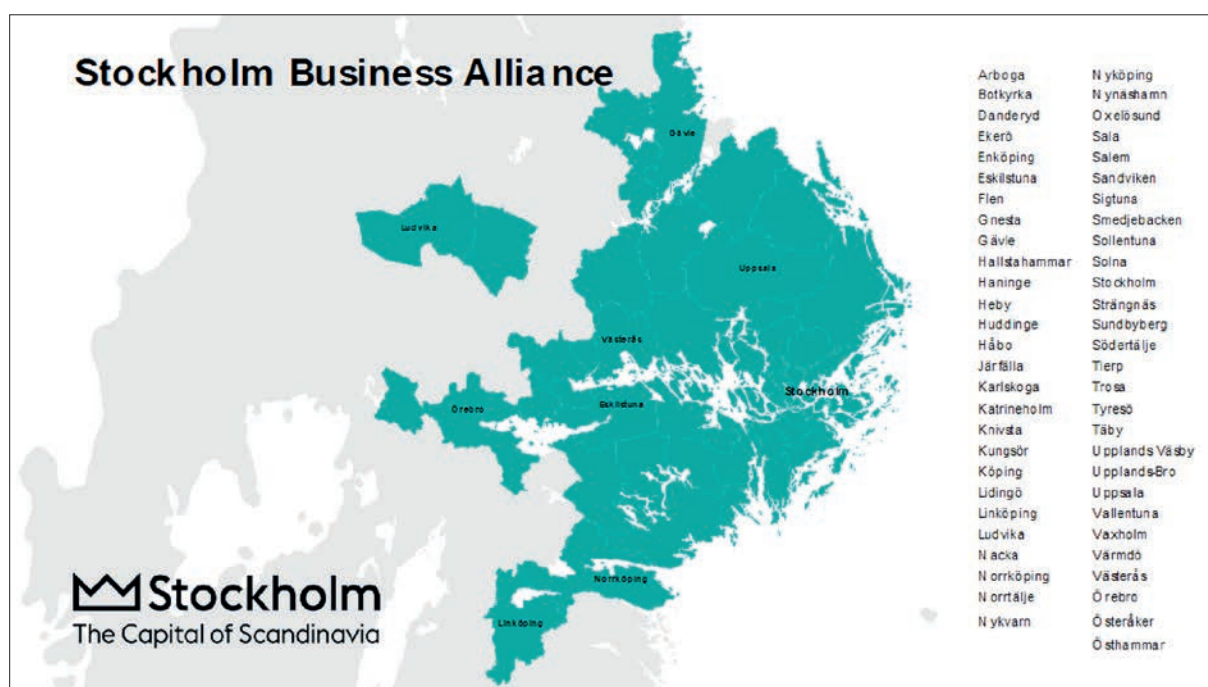 Stockholm Business Alliance
Gävle
Ludvika
Uppsala
Västerås
Stockholm
Örebro
Eskilstuna
Norrköping
Linköping
Stockholm
The Capital of Scandinavia
Arboga
Botkyrka
Danderyd
Ekerö
Enköping
Eskilstuna
Flen
Gnesta
Gävle
Hallstahammar
Haninge
Heby
Huddinge
Håbo
Järfälla
Karlskoga
Katrineholm
Knivsta
Kungsör
Köping
Lidingö
Linköping
Ludvika
Nacka
Norrköping
Norrtälje
Nykvarn
Nyköping
Nynäshamn
Oxelösund
Sala
Salem
Sandviken
Sigtuna
Smedjebacken
Sollentuna
Solna
Stockholm
Strängnäs
Sundbyberg
Södertälje
Tierp
Trosa
Tyresö
Täby
Upplands Väsby
Upplands-Bro
Uppsala
Vallentuna
Vaxholm
Värmdö
Västerås
Örebro
Österåker
Östhammar